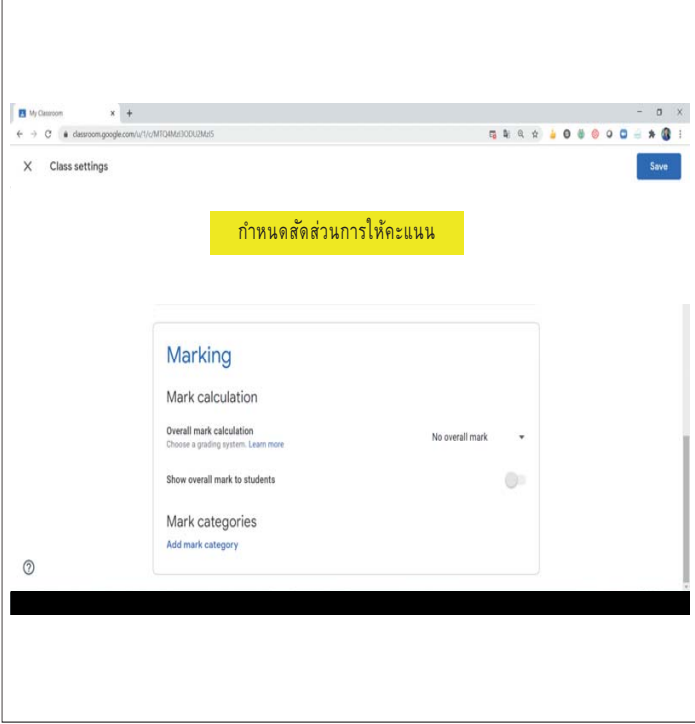 My Classroom
classroom.google.com/u/1/c/MTQ4MzI3ODU2MzI5
Class settings
Save
กำหนดสัดส่วนการให้คะแนน
Marking
Mark calculation
Overall mark calculation
Choose a grading system. Learn more
No overall mark
Show overall mark to students
Mark categories
Add mark category